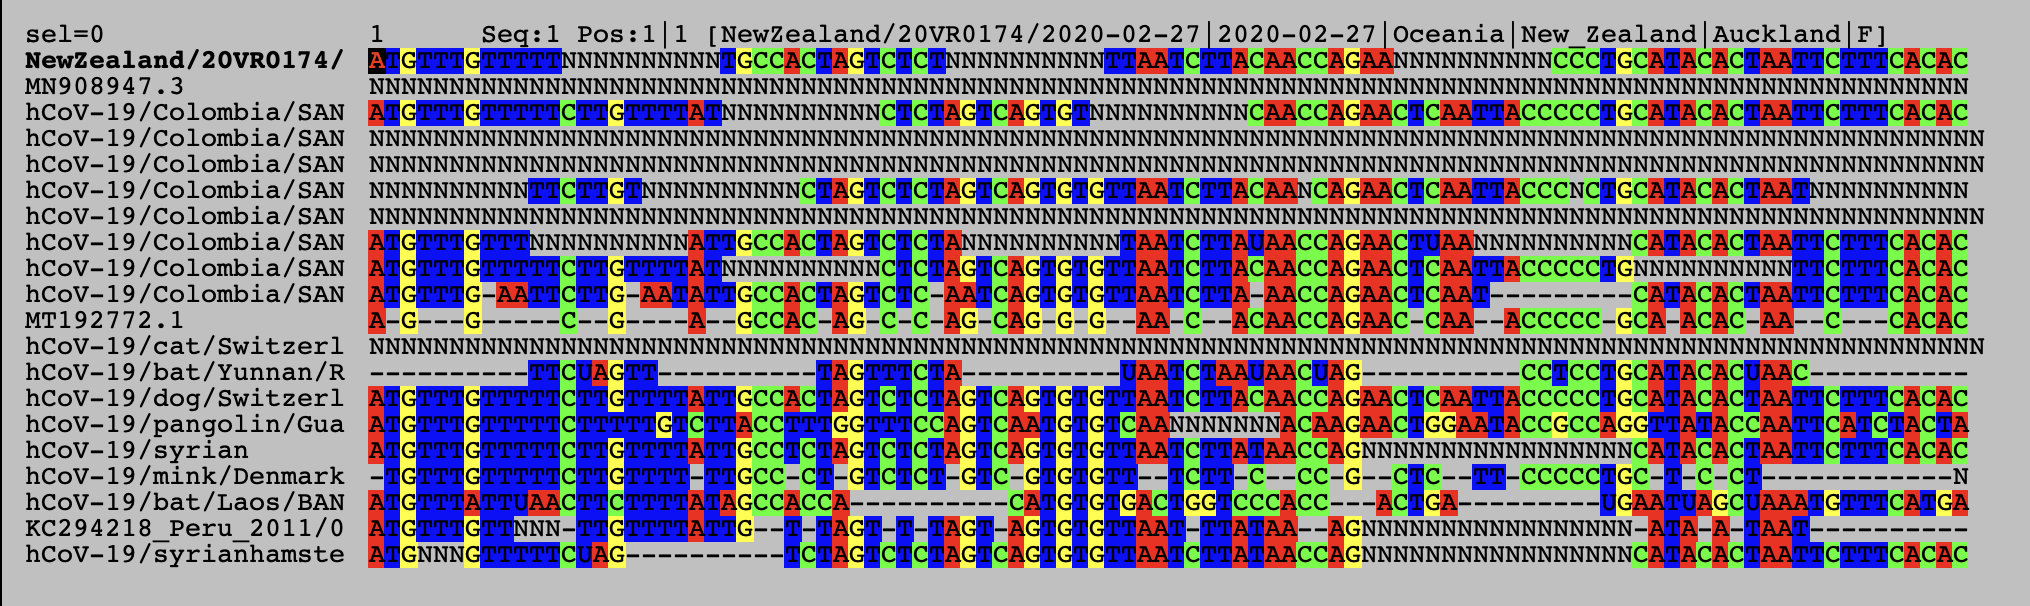 sel=0 1 Seq:1 Pos:1|1 [NewZealand/20VR0174/2020-02-27|2020-02-27|Oceania|New_Zealand|Auckland|F]
NewZealand/20VR0174/ ATGTTTGTTTTTNNNNNNNNNNTGCCACTAGTCTCTNNNNNNNNNNTTAATCTTACAACCAGAANNNNNNNNNNCCCTGCATACACTAATTCTTTCACAC
MN908947.3 NNNNNNNNNNNNNNNNNNNNNNNNNNNNNNNNNNNNNNNNNNNNNNNNNNNNNNNNNNNNNNNNNNNNNNNNNNNNNNNNNNNNNNNNNNNNNNNNNNNN
hCoV-19/Colombia/SAN ATGTTTGTTTTTCTTGTTTTATNNNNNNNNNNCTCTAGTCAGTGTNNNNNNNNNNCAACCAGAACTCAATTACCCCCTGCATACACTAATTCTTTCACAC
hCoV-19/Colombia/SAN NNNNNNNNNNNNNNNNNNNNNNNNNNNNNNNNNNNNNNNNNNNNNNNNNNNNNNNNNNNNNNNNNNNNNNNNNNNNNNNNNNNNNNNNNNNNNNNNNNNNN
hCoV-19/Colombia/SAN NNNNNNNNNNNNNNNNNNNNNNNNNNNNNNNNNNNNNNNNNNNNNNNNNNNNNNNNNNNNNNNNNNNNNNNNNNNNNNNNNNNNNNNNNNNNNNNNNNNNN
hCoV-19/Colombia/SAN NNNNNNNNNNTTCTTGTNNNNNNNNNNCTAGTCTCTAGTCAGTGTGTTAATCTTACAANCAGAACTCAATTACCCNCTGCATACACTAATNNNNNNNNNN
hCoV-19/Colombia/SAN NNNNNNNNNNNNNNNNNNNNNNNNNNNNNNNNNNNNNNNNNNNNNNNNNNNNNNNNNNNNNNNNNNNNNNNNNNNNNNNNNNNNNNNNNNNNNNNNNNNNN
hCoV-19/Colombia/SAN ATGTTTGTTTNNNNNNNNNNATTGCCACTAGTCTCTANNNNNNNNNNTAATCTTAUAACCAGAACTUAANNNNNNNNNNCATACACTAATTCTTTCACAC
hCoV-19/Colombia/SAN ATGTTTGTTTTTCTTGTTTTATNNNNNNNNNNCTCTAGTCAGTGTGTTAATCTTACAACCAGAACTCAATTACCCCCTGNNNNNNNNNNTTCTTTCACAC
hCoV-19/Colombia/SAN ATGTTTG-AATTCTTG-AATATTGCCACTAGTCTC-AATCAGTGTGTTAATCTTA-AACCAGAACTCAAT---------CATACACTAATTCTTTCACAC
MT192772.1 A-G---G-----C--G----A--GCCAC-AG-C-C-AG-CAG-G-G--AA-C--ACAACCAGAAC-CAA--ACCCCC-GCA-ACAC-AA--C---CACAC
hCoV-19/cat/Switzerl NNNNNNNNNNNNNNNNNNNNNNNNNNNNNNNNNNNNNNNNNNNNNNNNNNNNNNNNNNNNNNNNNNNNNNNNNNNNNNNNNNNNNNNNNNNNNNNNNNNNN
hCoV-19/bat/Yunnan/R ----------TTCUAGTT----------TAGTTTCTA----------UAATCTAAUAACUAG----------CCTCCTGCATACACUAAC----------
hCoV-19/dog/Switzerl ATGTTTGTTTTTCTTGTTTTATTGCCACTAGTCTCTAGTCAGTGTGTTAATCTTACAACCAGAACTCAATTACCCCCTGCATACACTAATTCTTTCACAC
hCoV-19/pangolin/Gua ATGTTTGTTTTTCTTTTTGTCTTACCTTTGGTTTCCAGTCAATGTGTCAANNNNNNNACAAGAACTGGAATACCGCCAGGTTATACCAATTCATCTACTA
hCoV-19/syrian ATGTTTGTTTTTCTTGTTTTATTGCCTCTAGTCTCTAGTCAGTGTGTTAATCTTATAACCAGNNNNNNNNNNNNNNNNNCATACACTAATTCTTTCACAC
hCoV-19/mink/Denmark -TGTTTGTTTTTCTTGTTTT-TTGCC-CT-GTCTCT-GTC-GTGTGTT--TCTT-C--CC-G--CTC--TT-CCCCCTGC-T-C-CT------------N
hCoV-19/bat/Laos/BAN ATGTTTATTUAACTTCTTTTATAGCCACCA----------CATGTGTGACTGGTCCCACC---ACTGA---------UGAATUAGCUAAATGTTTCATGA
KC294218_Peru_2011/0 ATGTTTGTTNNN-TTGTTTTATTG--T-TAGT-T-TAGT-AGTGTGTTAAT-TTATAA--AGNNNNNNNNNNNNNNNNN-ATA-A-TAAT----------
hCoV-19/syrianhamste ATGNNNGTTTTTCUAG----------TCTAGTCTCTAGTCAGTGTGTTAATCTTATAACCAGNNNNNNNNNNNNNNNNNCATACACTAATTCTTTCACAC